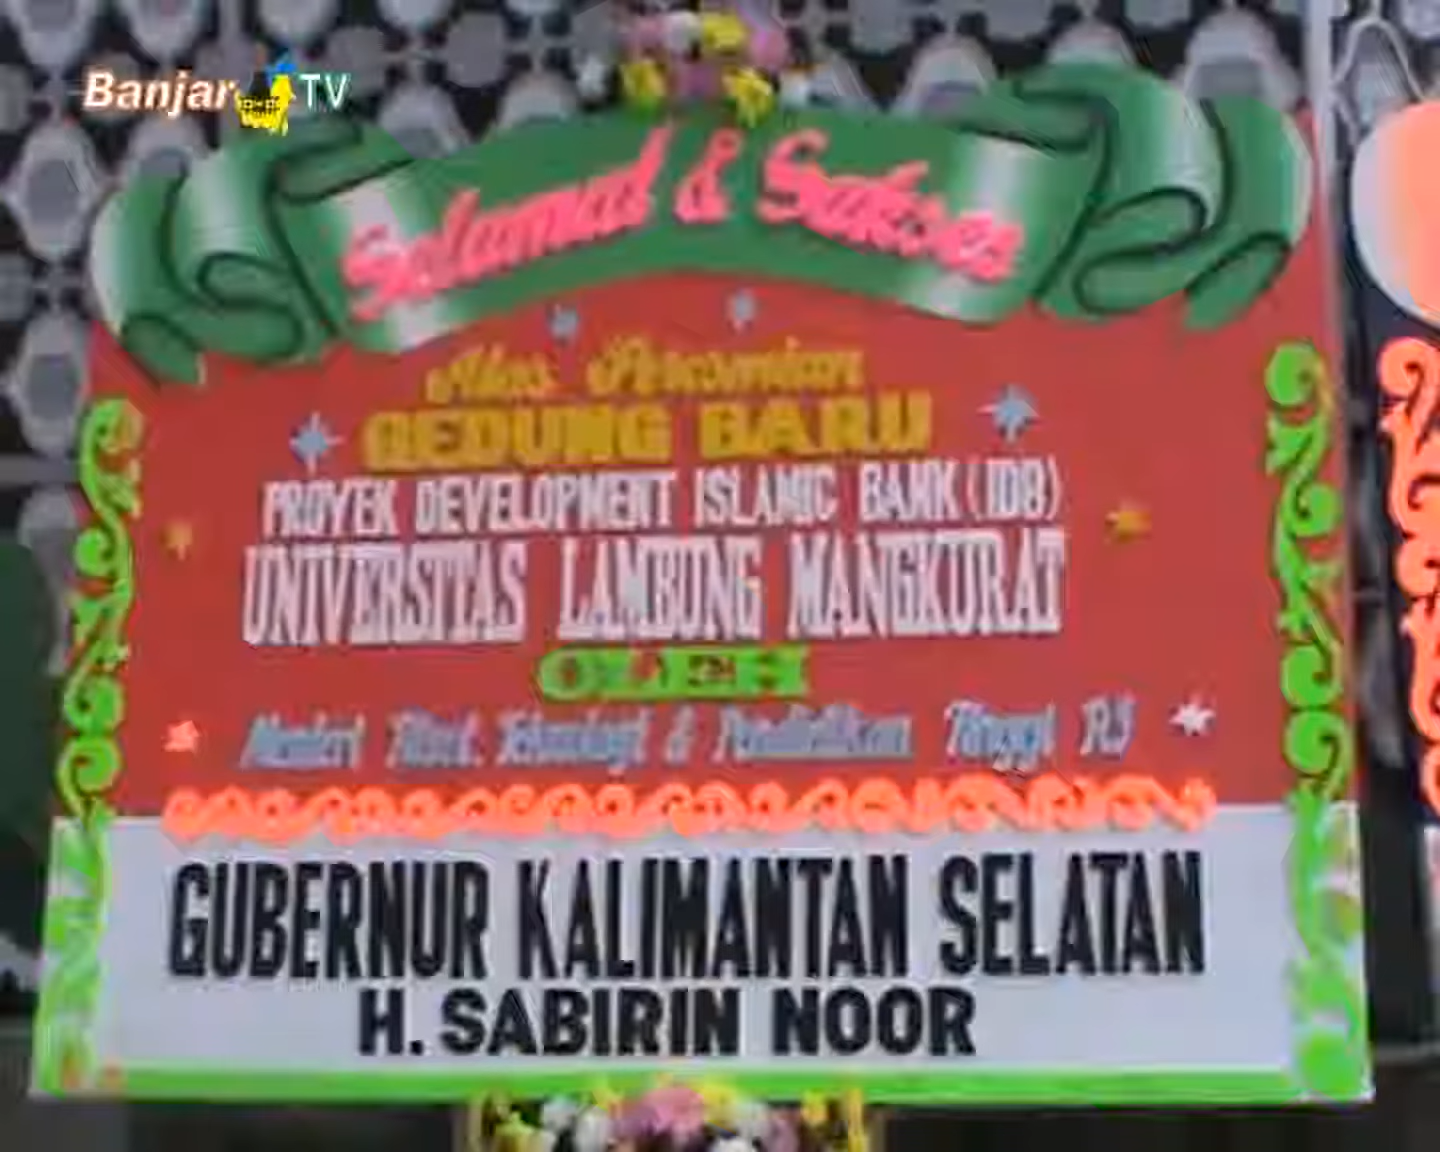 Banjar TV
Selamat & Sukses
Atas Peresmian
GEDUNG BARU
PROYEK DEVELOPMENT ISLAMIC BANK (IDB)
UNIVERSITAS LAMBUNG MANGKURAT
OLEH
Menteri Riset, Teknologi & Pendidikan Tinggi RI
GUBERNUR KALIMANTAN SELATAN
H. SABIRIN NOOR